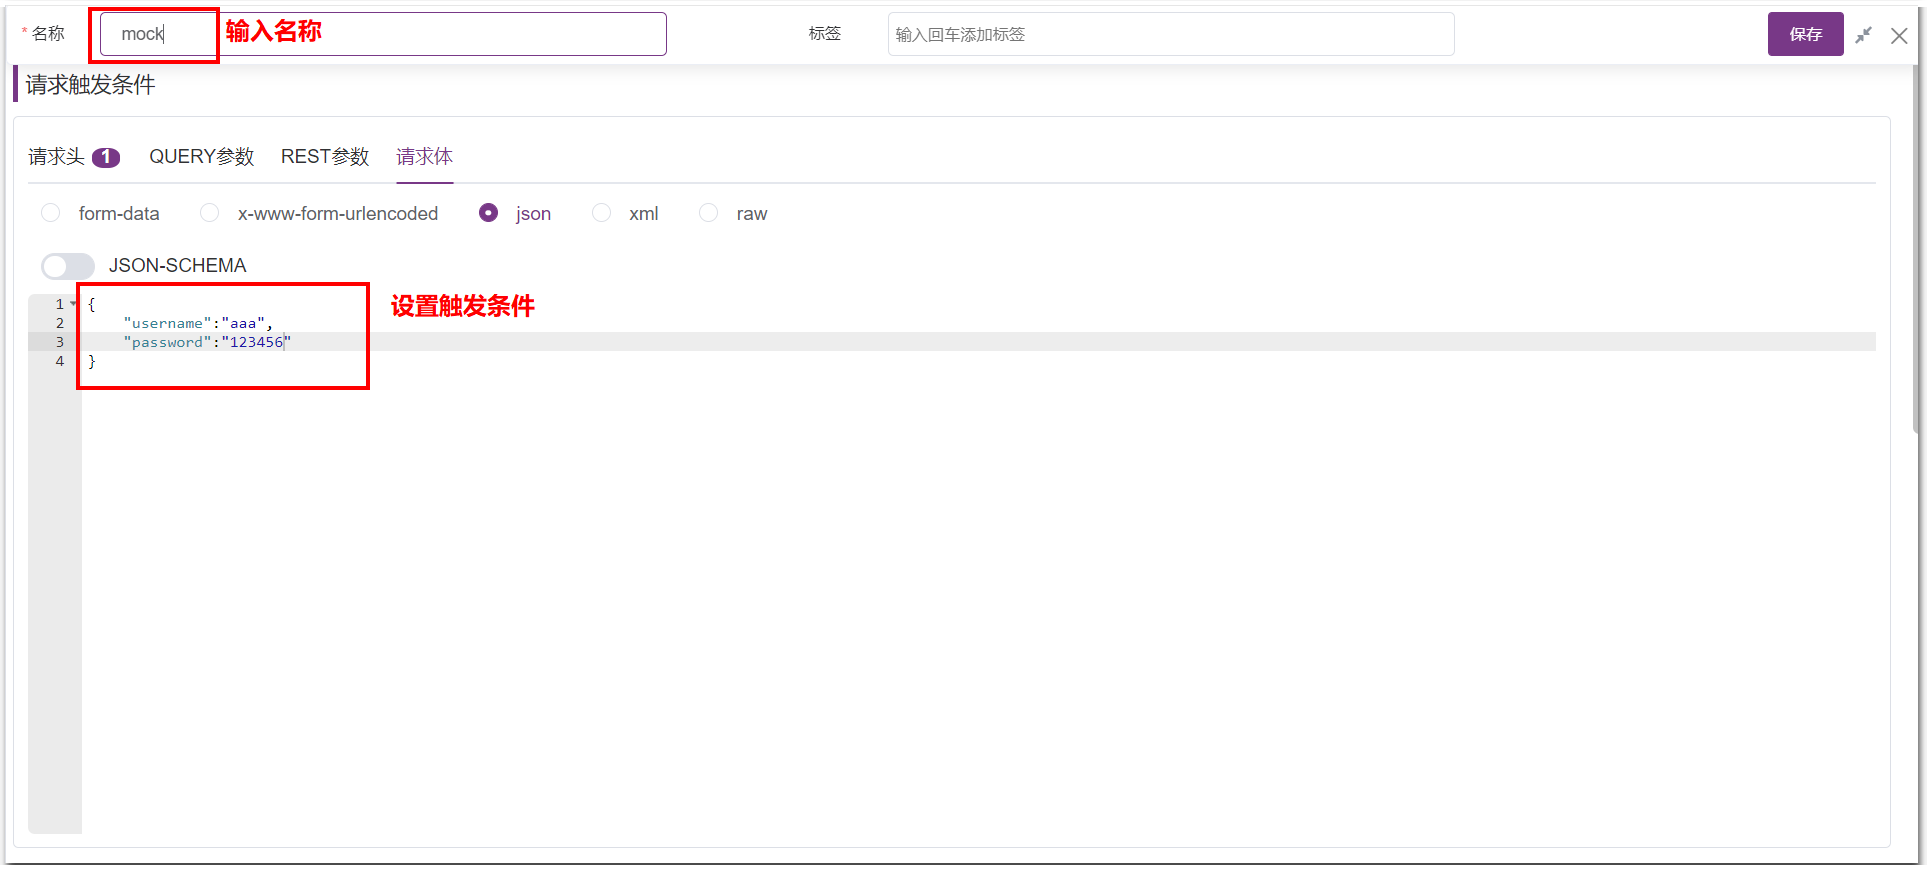 * 名称 mock 输入名称 标签 输入回车添加标签 保存
请求触发条件
请求头 1 QUERY参数 REST参数 请求体
form-data x-www-form-urlencoded json xml raw
JSON-SCHEMA
1 { 设置触发条件
2 "username":"aaa",
3 "password":"123456"
4 }